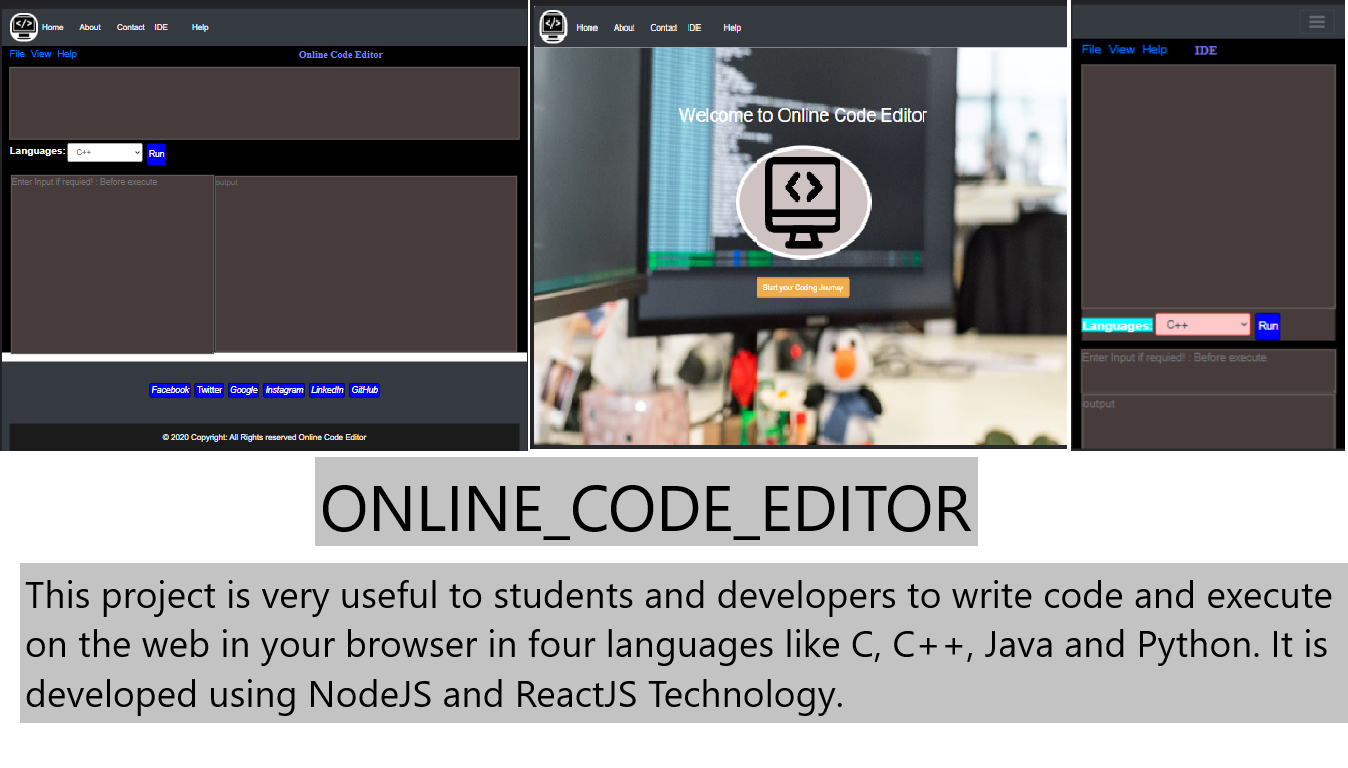 Home About Contact IDE Help
File View Help Online Code Editor
Languages: C++ Run
Enter Input if requied! : Before execute output
Facebook Twitter Google Instagram LinkedIn GitHub
© 2020 Copyright: All Rights reserved Online Code Editor
Home About Contact IDE Help
Welcome to Online Code Editor
Start your Coding Journey
File View Help IDE
Languages: C++ Run
Enter Input if requied! : Before execute
output
ONLINE_CODE_EDITOR
This project is very useful to students and developers to write code and execute
on the web in your browser in four languages like C, C++, Java and Python. It is
developed using NodeJS and ReactJS Technology.